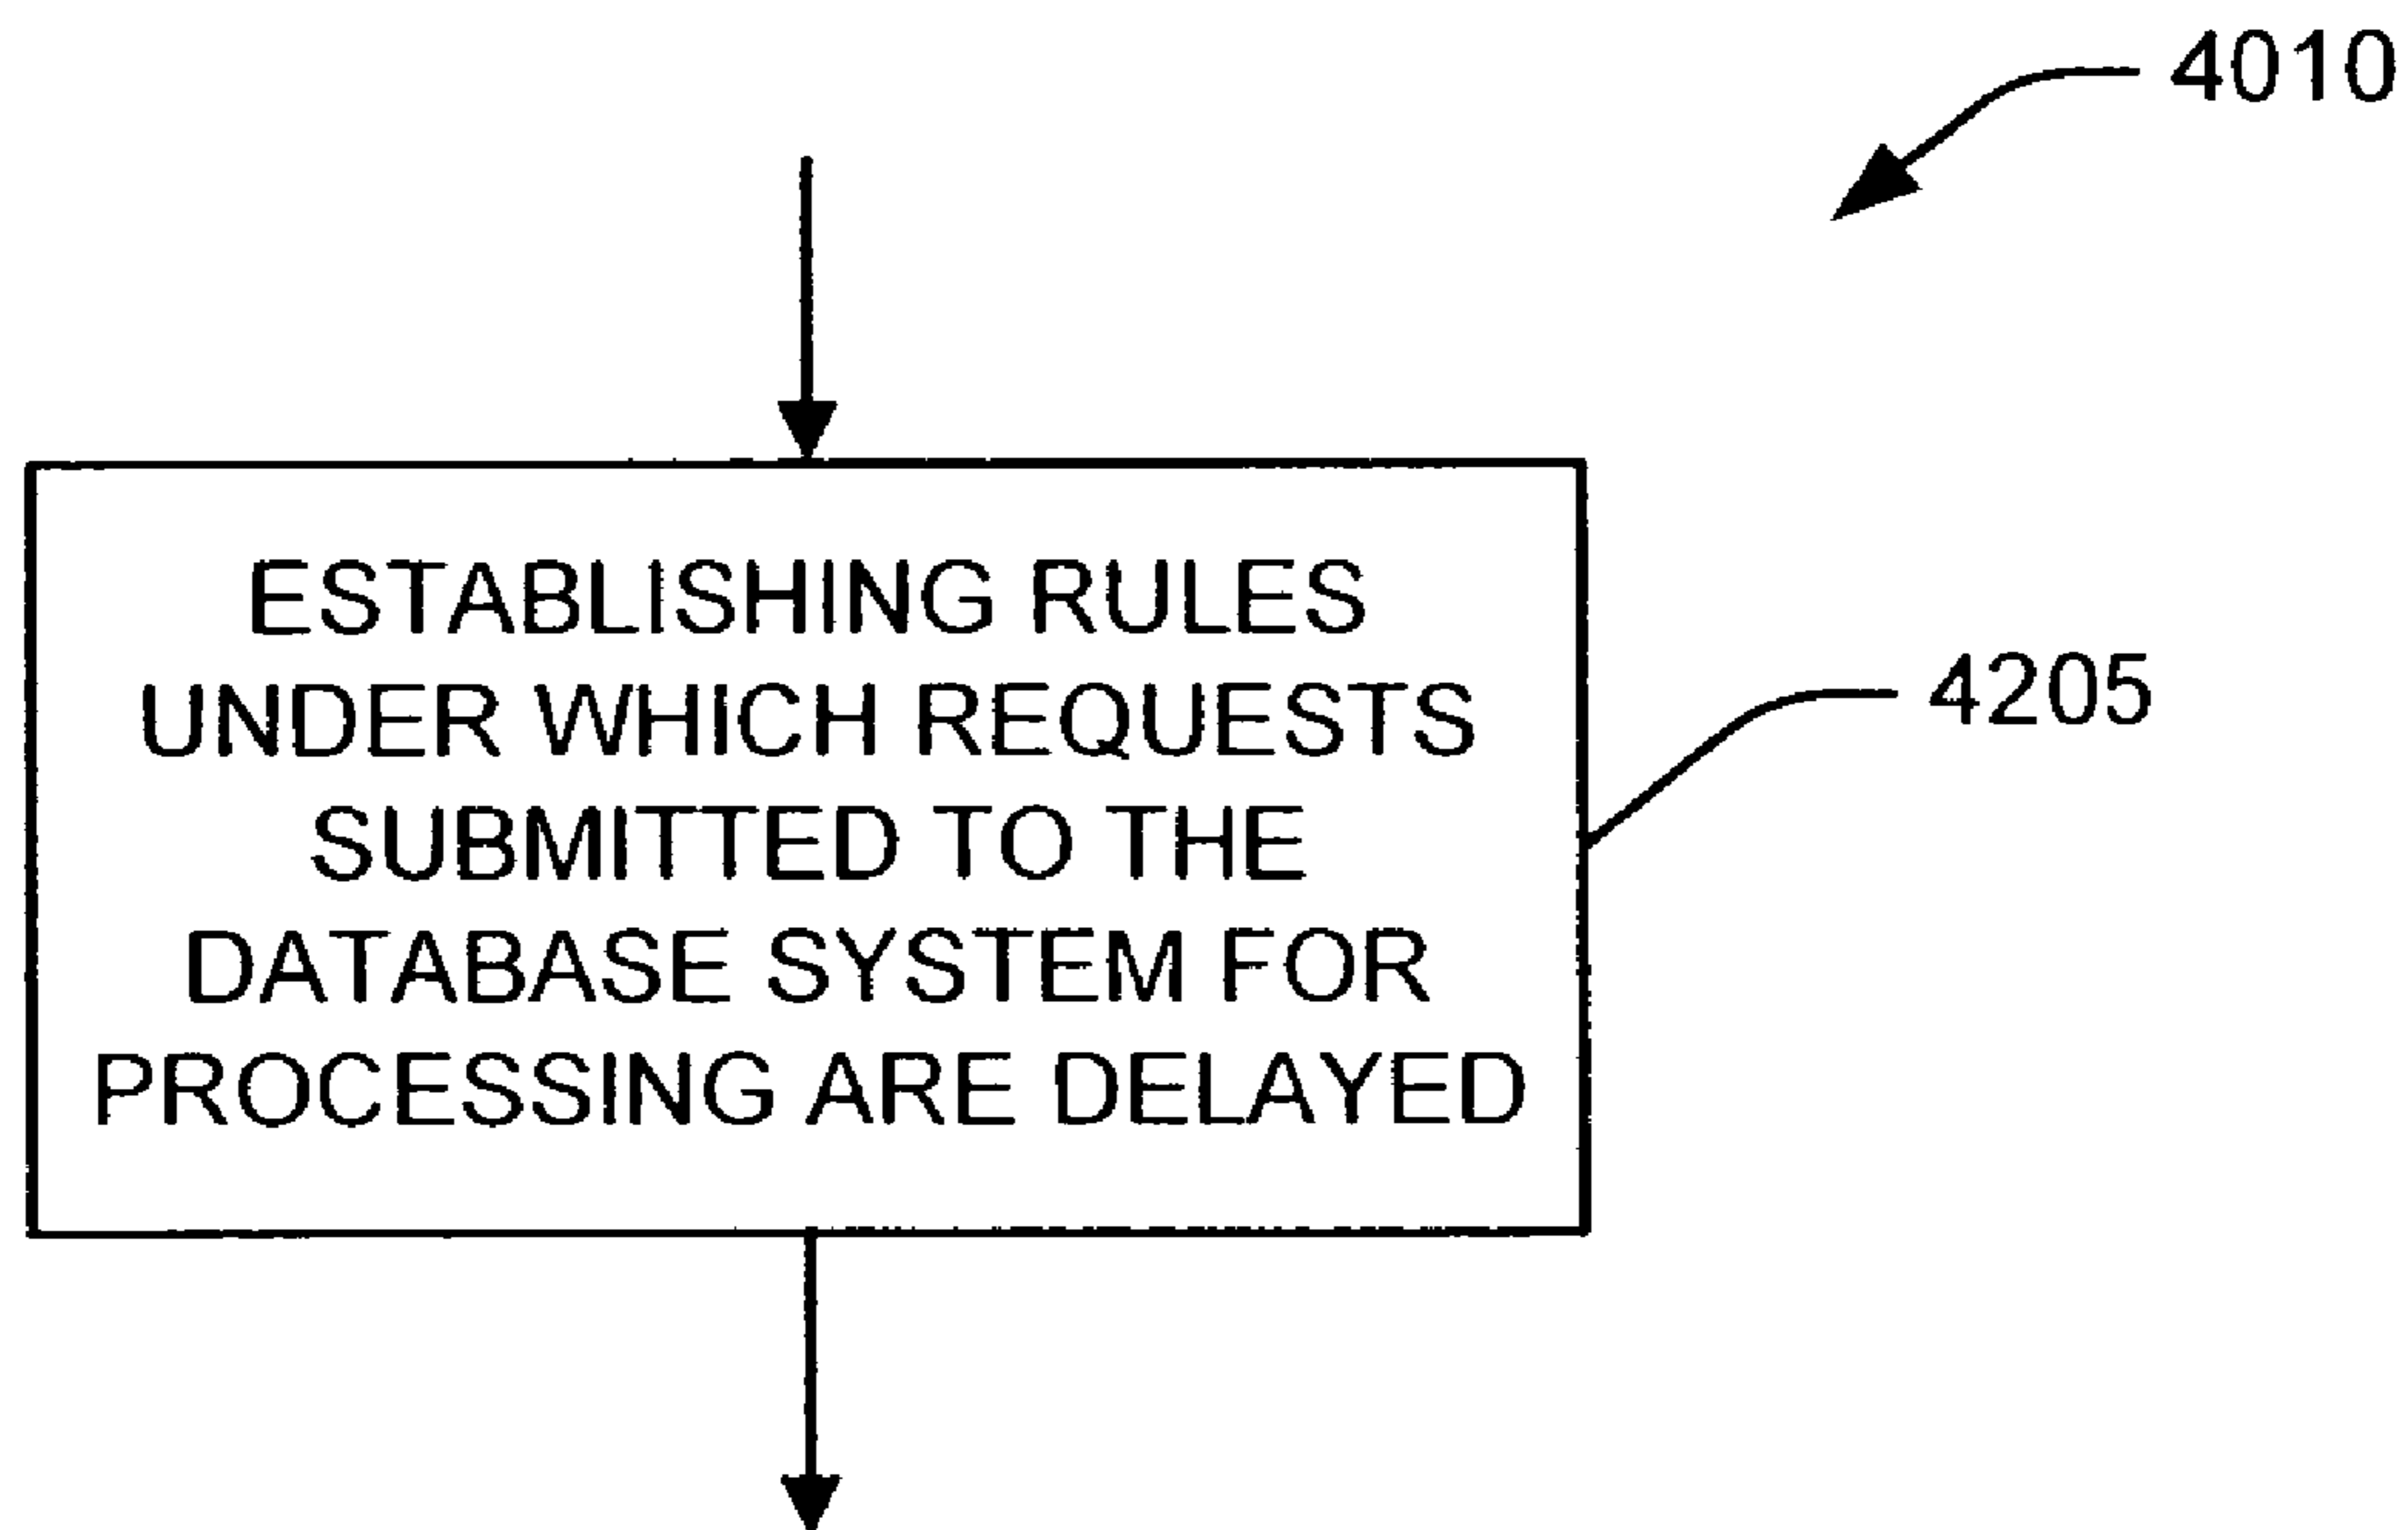 4010
ESTABLISHING RULES
UNDER WHICH REQUESTS
SUBMITTED TO THE
DATABASE SYSTEM FOR
PROCESSING ARE DELAYED
4205